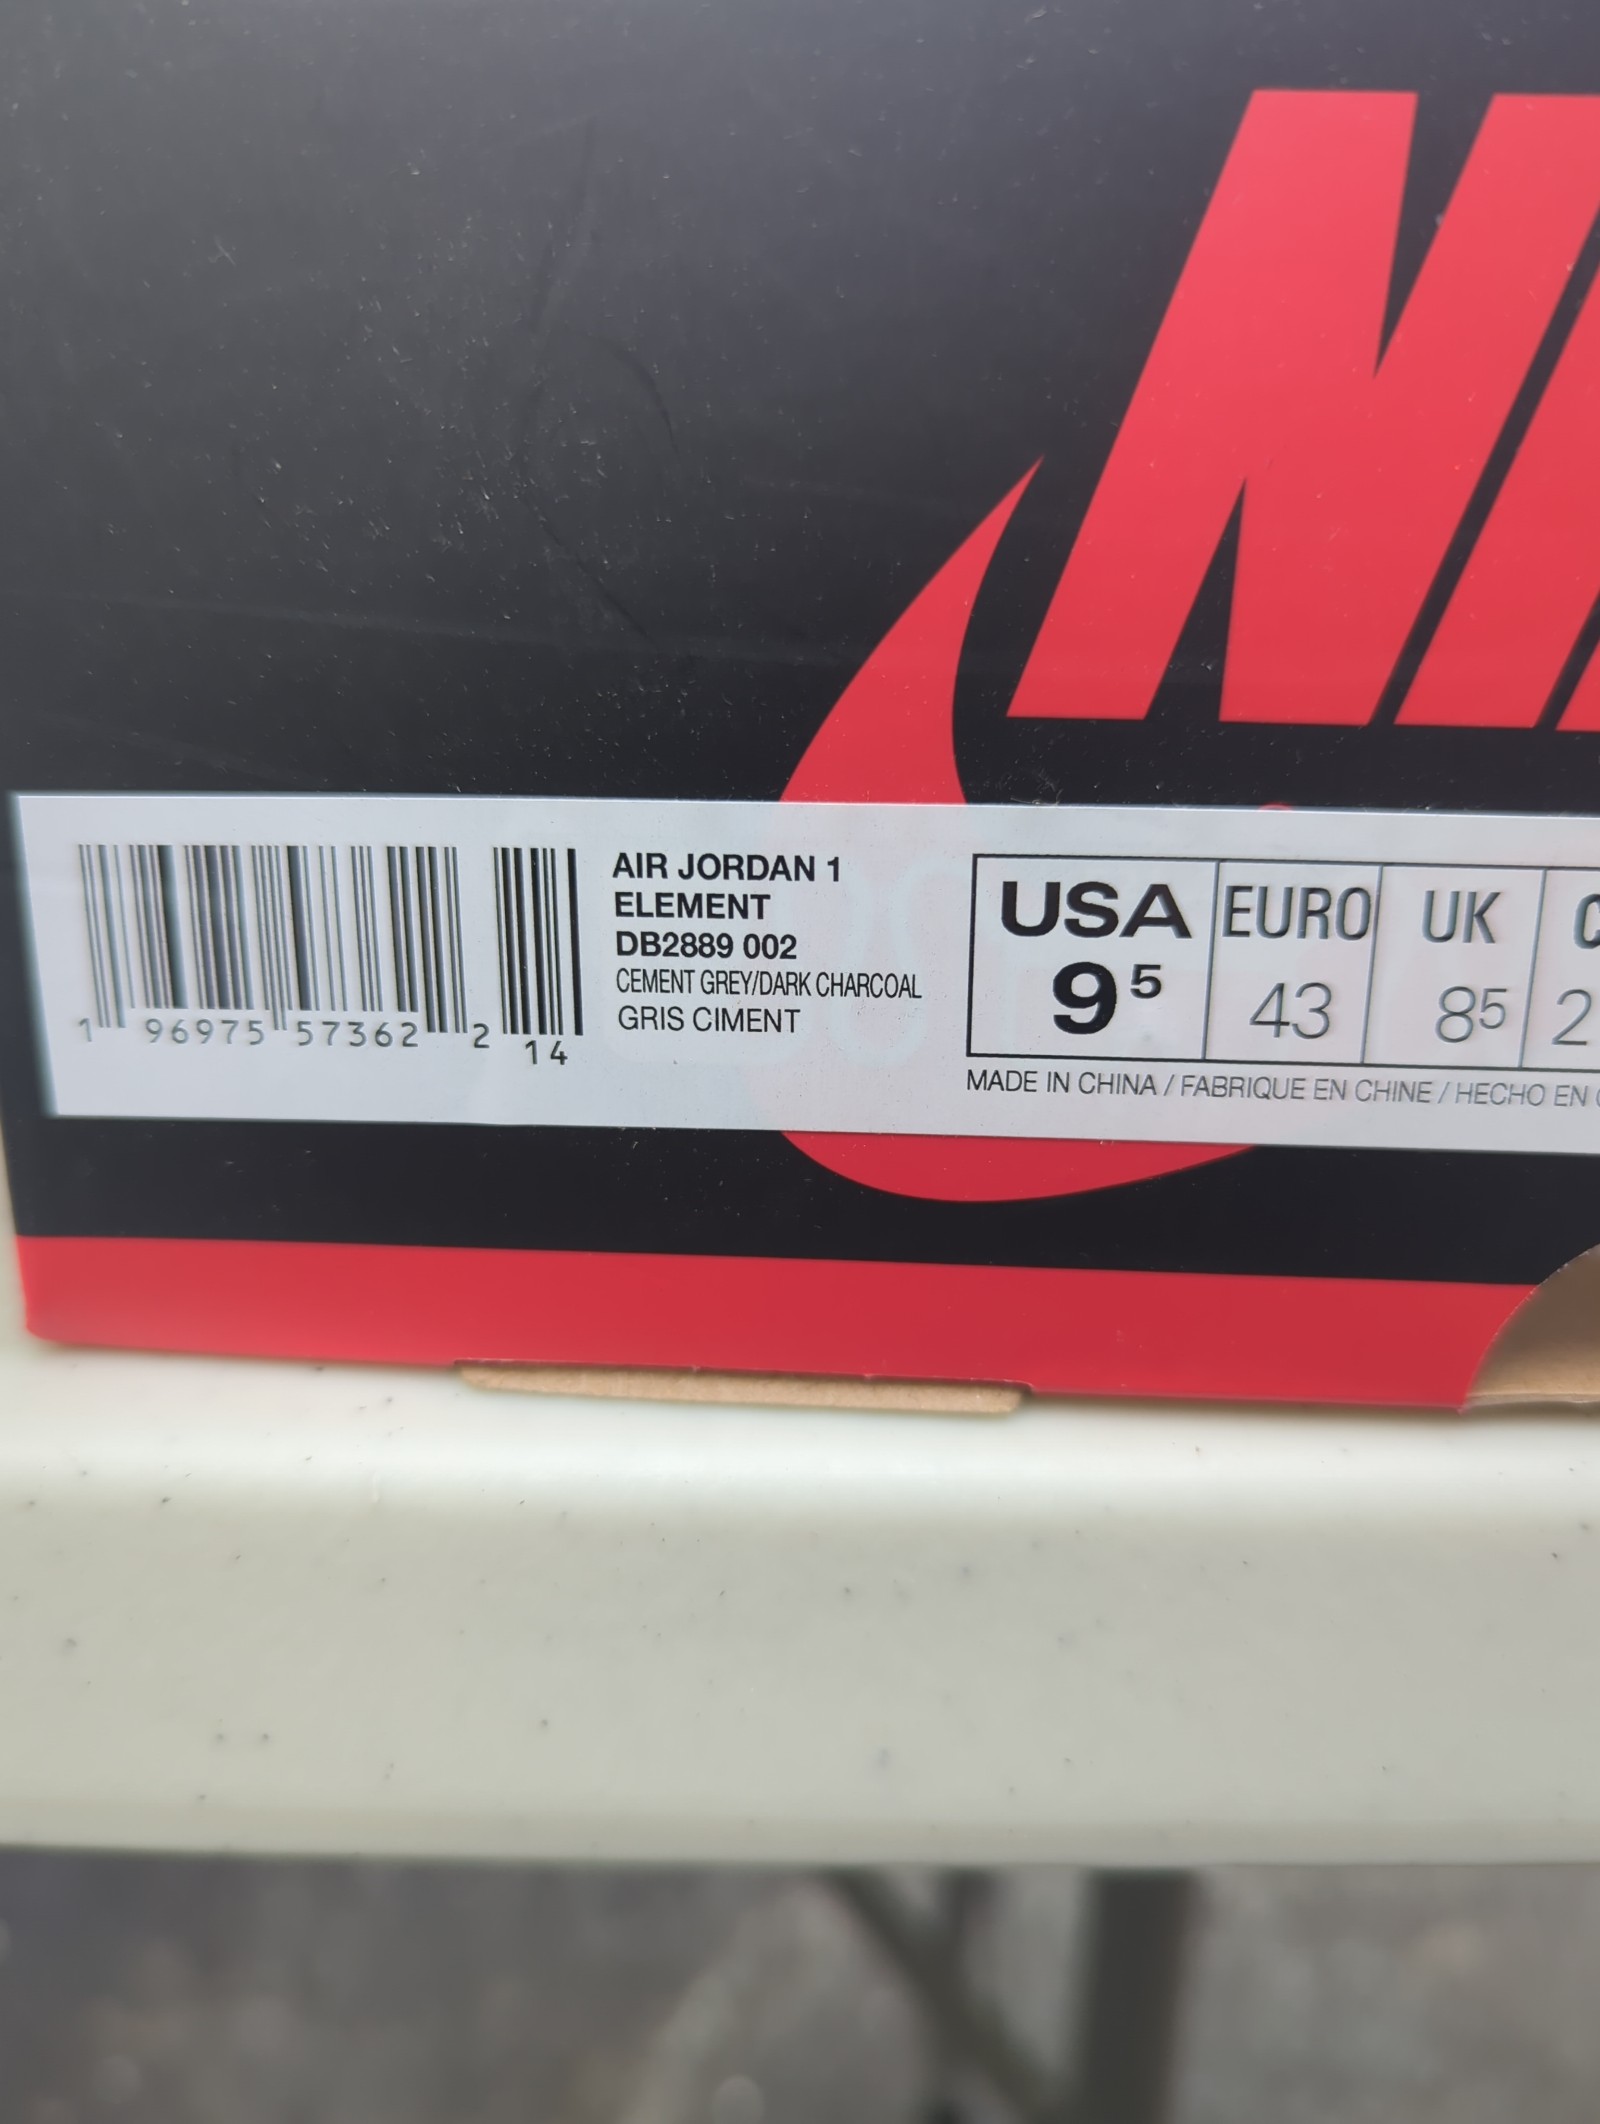 AIR JORDAN 1
ELEMENT
DB2889 002
CEMENT GREY/DARK CHARCOAL
GRIS CIMENT
1 96975 57362 2
14
USA EURO UK
9⁵ 43 8⁵ 2
MADE IN CHINA / FABRIQUE EN CHINE / HECHO EN